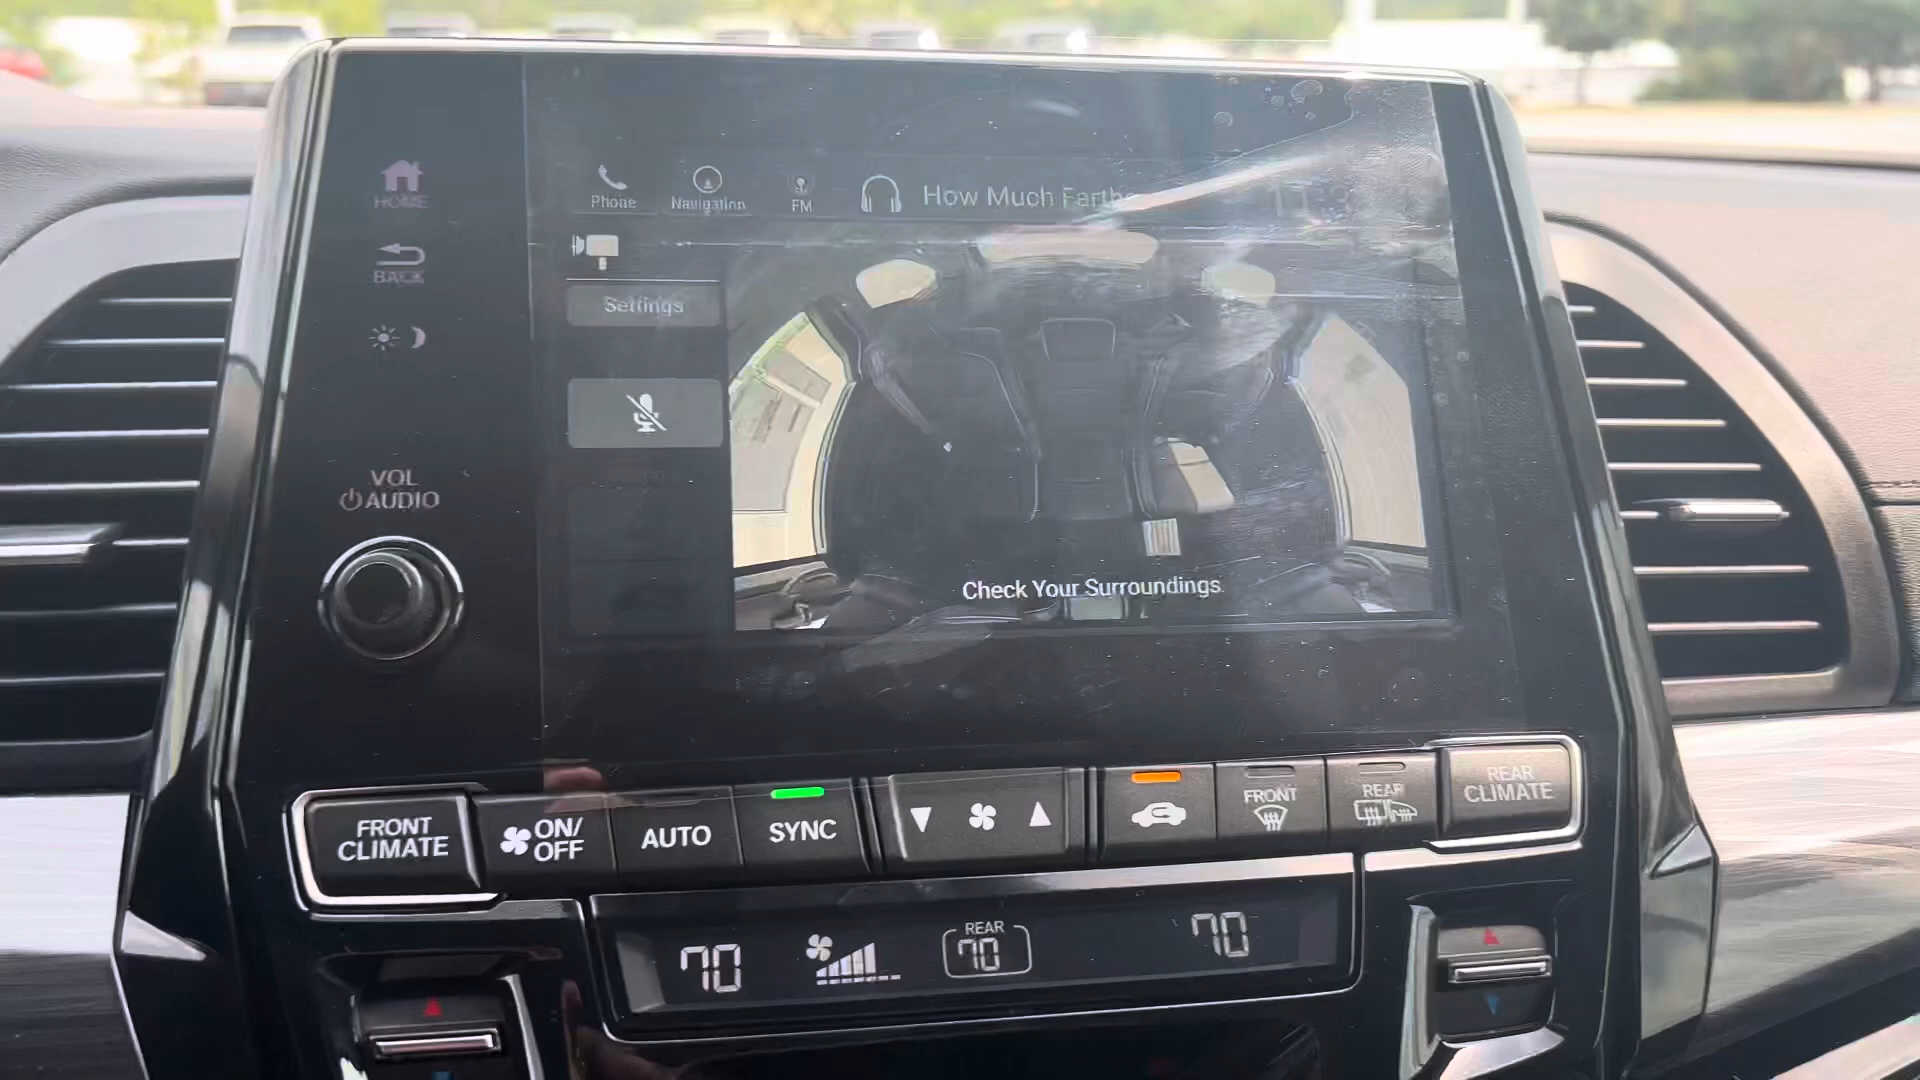 HOME
BACK
VOL
AUDIO
Phone
Navigation
FM
How Much
Settings
Check Your Surroundings
FRONT
CLIMATE
ON/
OFF
AUTO
SYNC
FRONT
REAR
REAR
CLIMATE
70
REAR
70
70